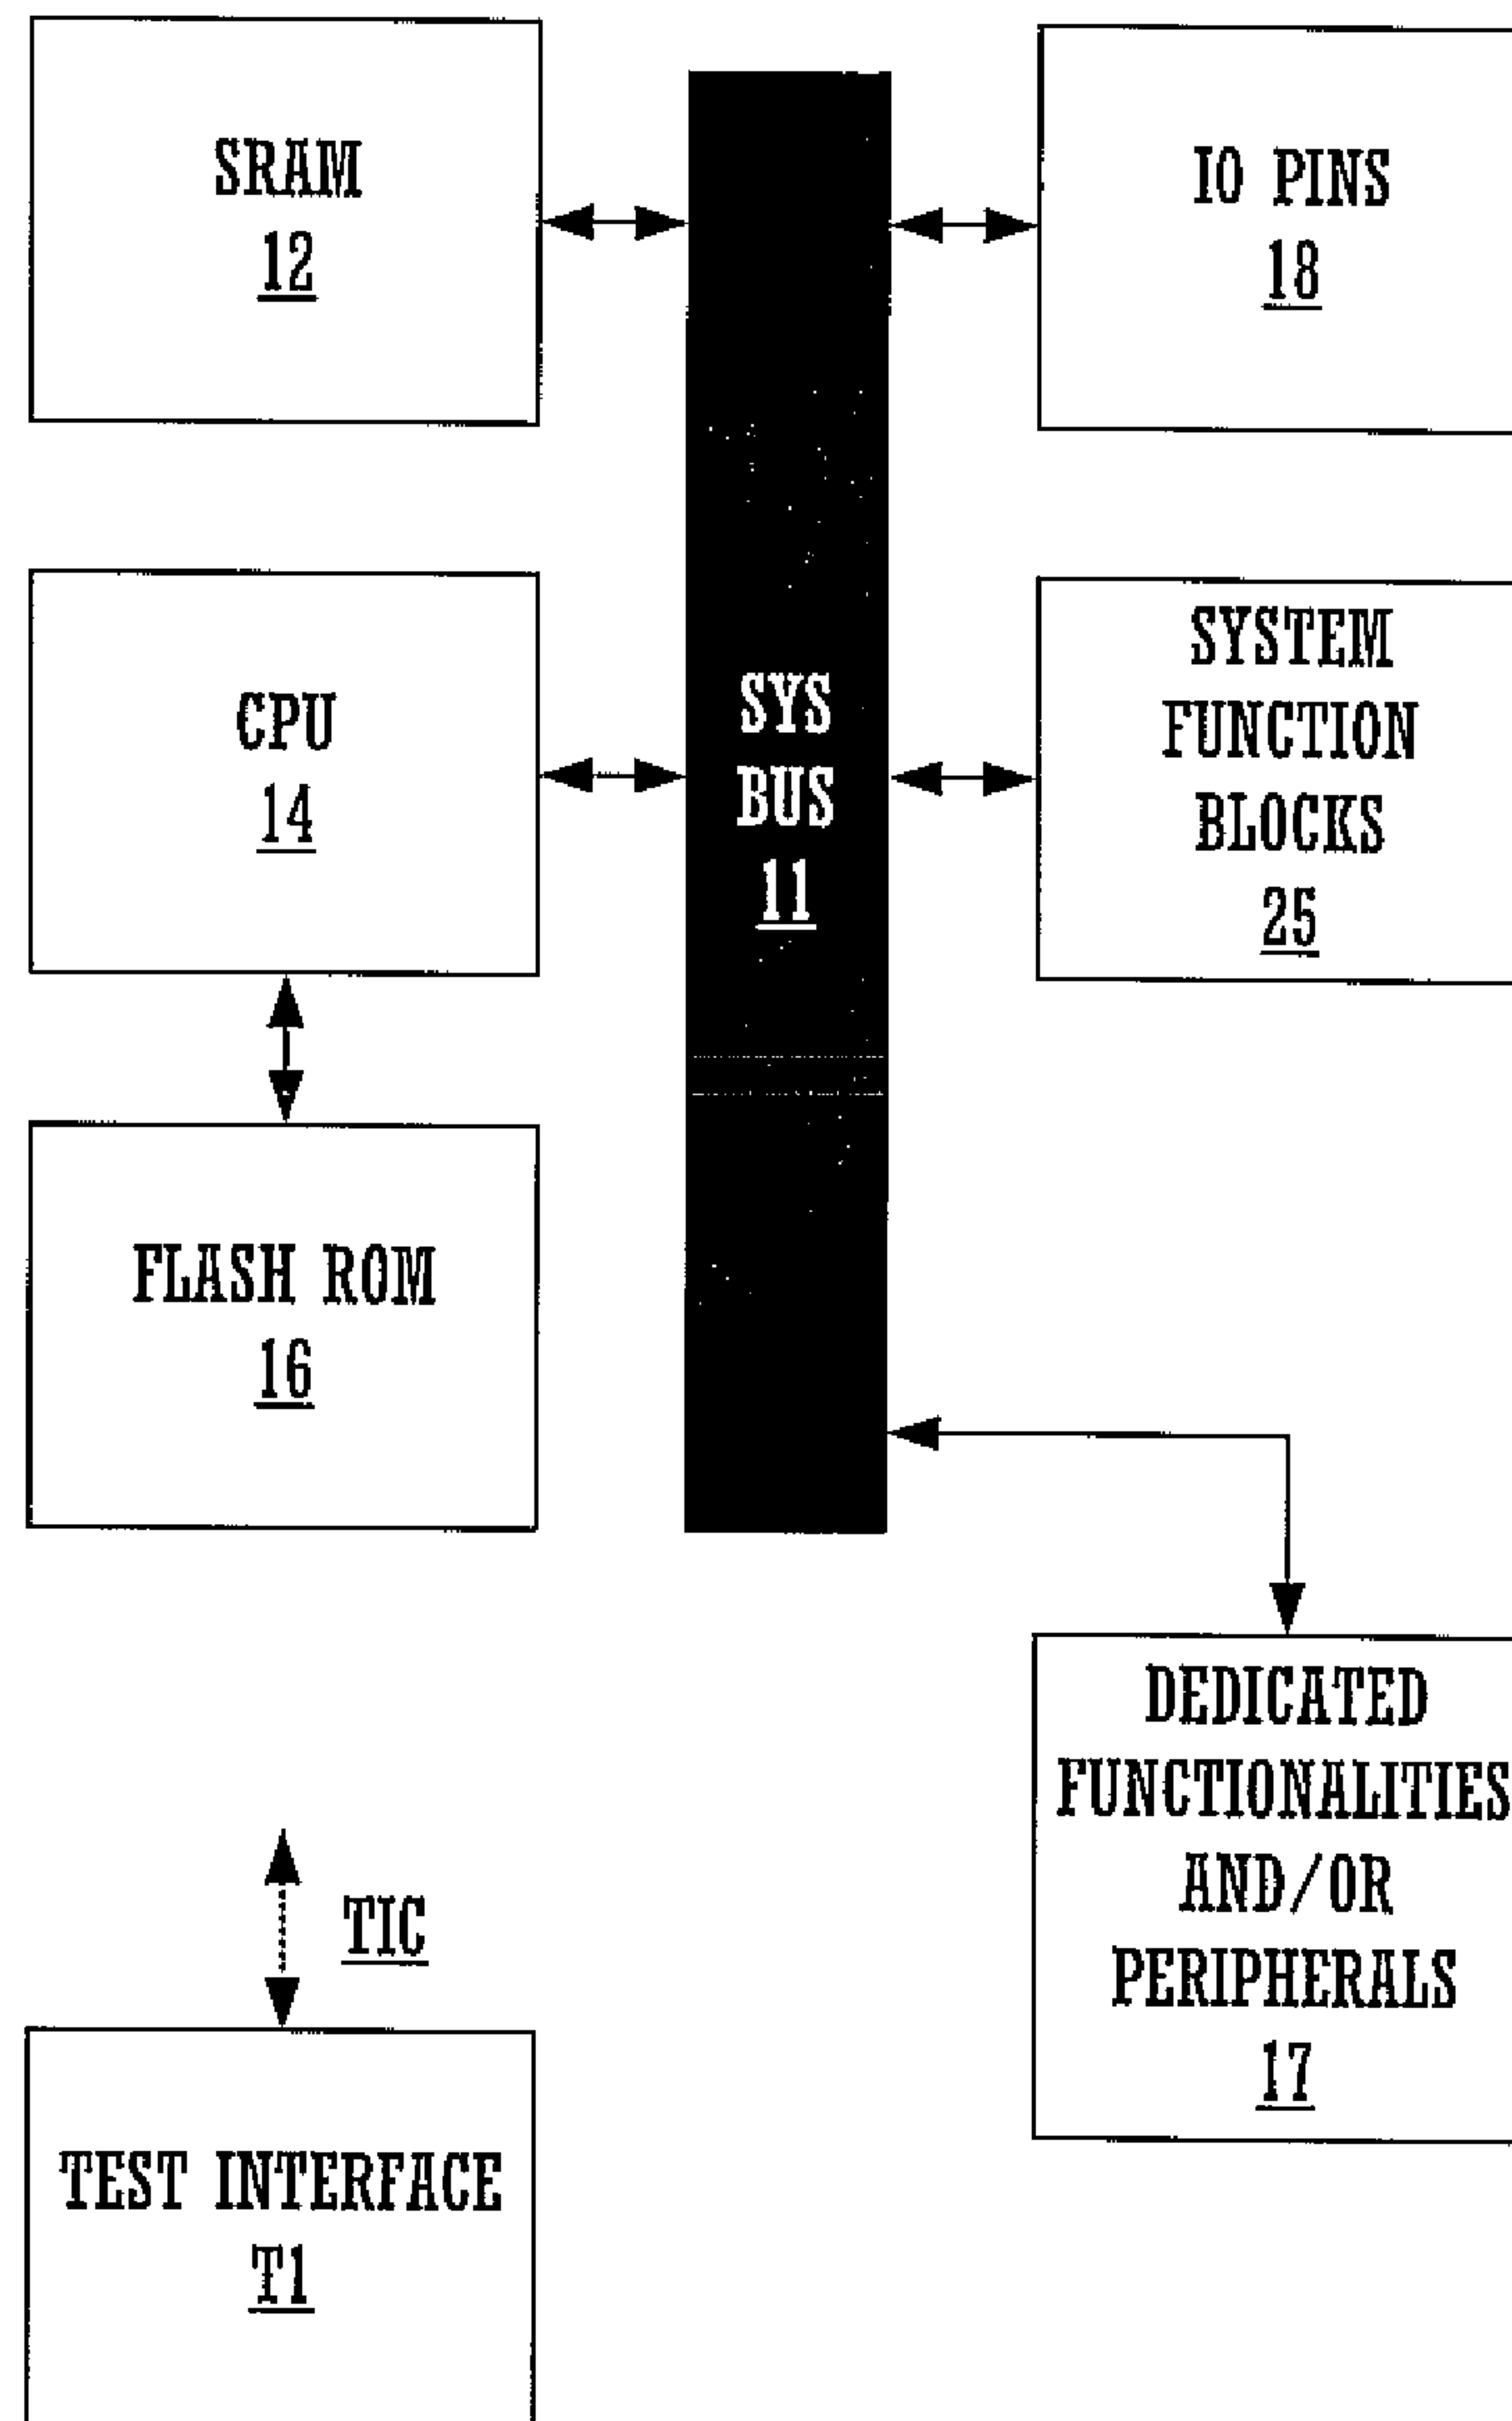 SRAM
12
IO PINS
18
CPU
14
SYS
BUS
11
SYSTEM
FUNCTION
BLOCKS
25
FLASH ROM
16
DEDICATED
FUNCTIONALITIES
AND/OR
PERIPHERALS
17
TIC
TEST INTERFACE
T1